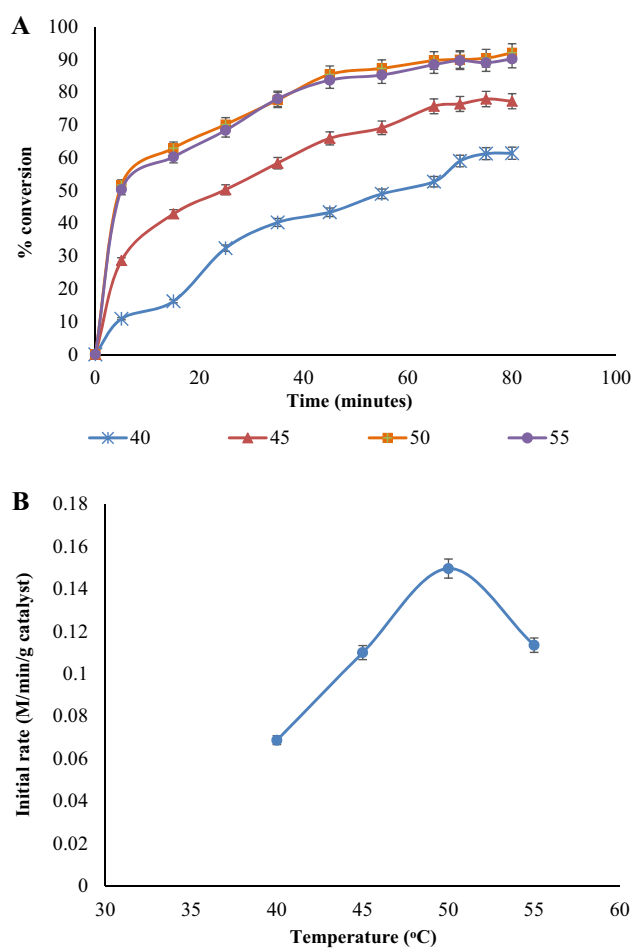 A
% conversion
100
90
80
70
60
50
40
30
20
10
0
0 20 40 60 80 100
Time (minutes)
40 45 50 55
B
Initial rate (M/min/g catalyst)
0.18
0.16
0.14
0.12
0.1
0.08
0.06
0.04
0.02
0
30 35 40 45 50 55 60
Temperature (ºC)